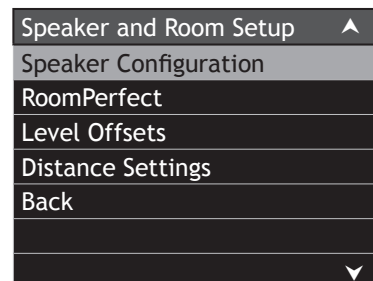 Speaker and Room Setup
Speaker Configuration
RoomPerfect
Level Offsets
Distance Settings
Back